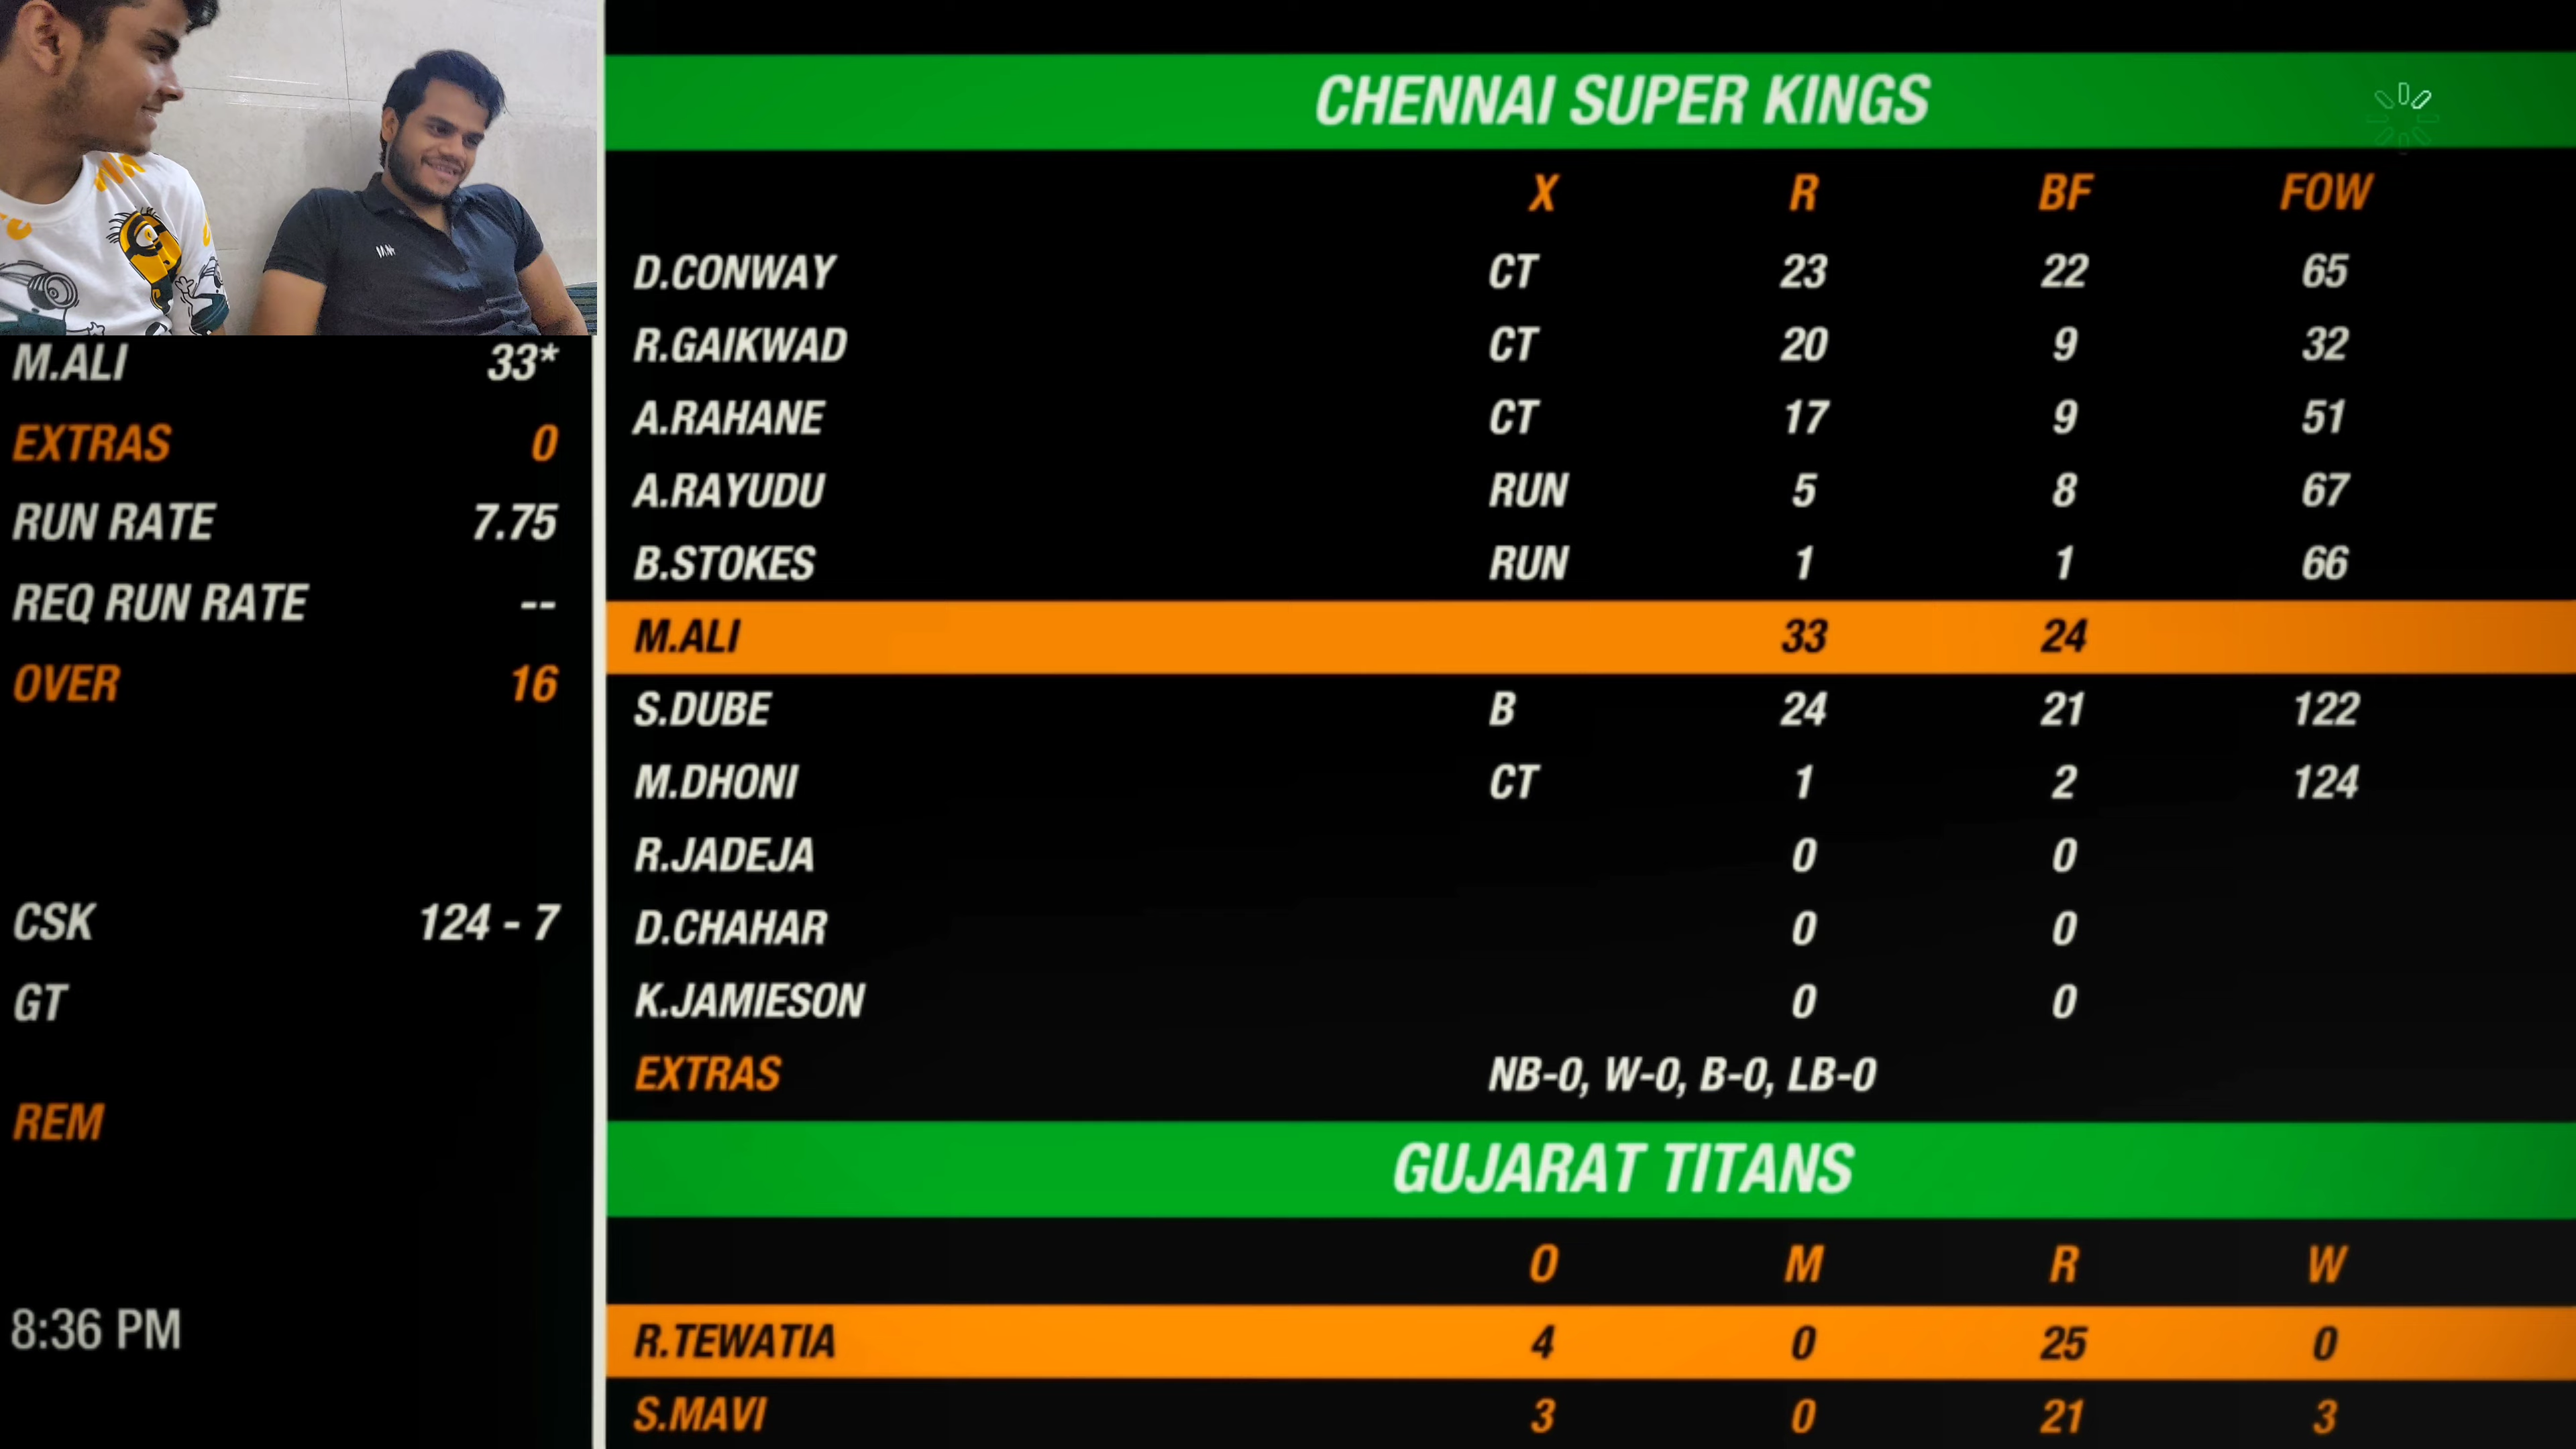 CHENNAI SUPER KINGS
X R BF FOW
D.CONWAY CT 23 22 65
R.GAIKWAD CT 20 9 32
A.RAHANE CT 17 9 51
A.RAYUDU RUN 5 8 67
B.STOKES RUN 1 1 66
M.ALI 33 24
S.DUBE B 24 21 122
M.DHONI CT 1 2 124
R.JADEJA 0 0
D.CHAHAR 0 0
K.JAMIESON 0 0
EXTRAS NB-0, W-0, B-0, LB-0
GUJARAT TITANS
O M R W
R.TEWATIA 4 0 25 0
S.MAVI 3 0 21 3
M.ALI 33*
EXTRAS 0
RUN RATE 7.75
REQ RUN RATE --
OVER 16
CSK 124 - 7
GT
REM
8:36 PM